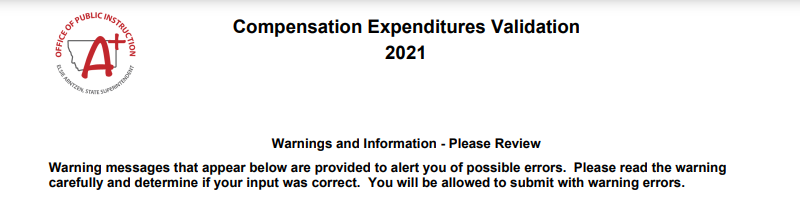 OFFICE OF PUBLIC INSTRUCTION
A+
ELSIE ARNTZEN, STATE SUPERINTENDENT
Compensation Expenditures Validation
2021
Warnings and Information - Please Review
Warning messages that appear below are provided to alert you of possible errors.  Please read the warning
carefully and determine if your input was correct.  You will be allowed to submit with warning errors.